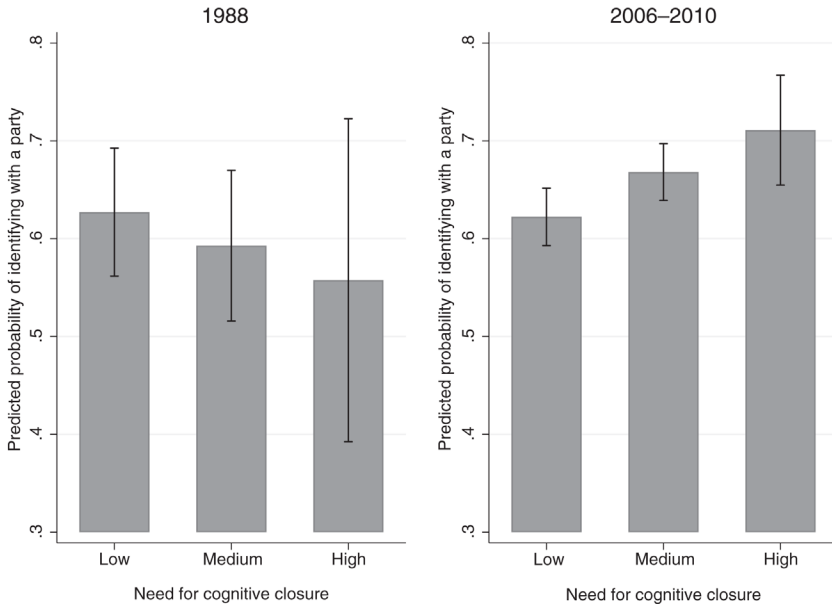 1988
Predicted probability of identifying with a party
.8
.7
.6
.5
.4
.3
Low Medium High
Need for cognitive closure
2006–2010
Predicted probability of identifying with a party
.8
.7
.6
.5
.4
.3
Low Medium High
Need for cognitive closure